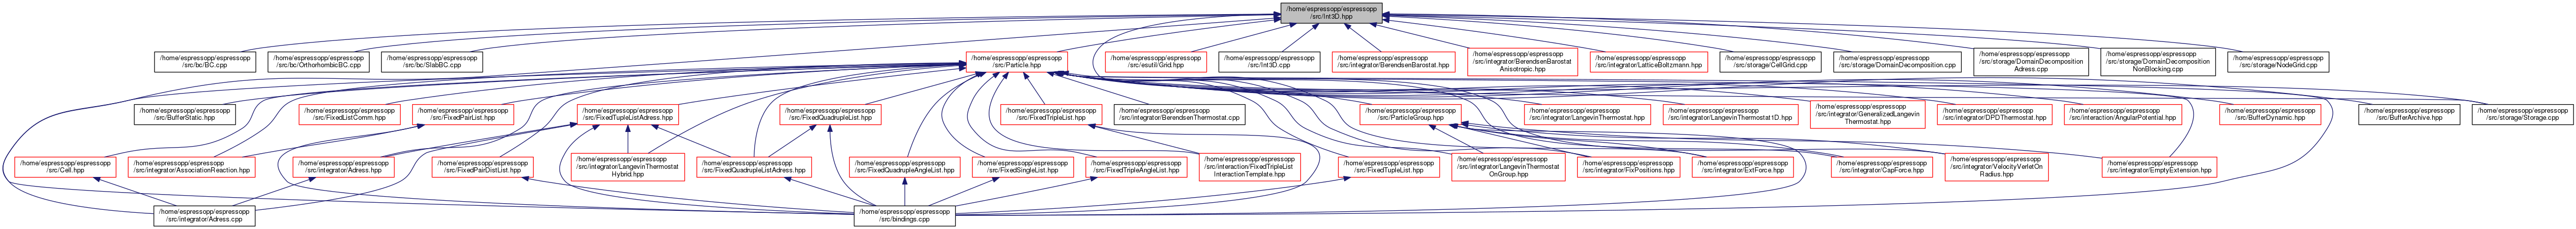 /home/espressopp/espressopp
/src/Int3D.hpp
/home/espressopp/espressopp
/src/bc/BC.cpp
/home/espressopp/espressopp
/src/bc/OrthorhombicBC.cpp
/home/espressopp/espressopp
/src/bc/SlabBC.cpp
/home/espressopp/espressopp
/src/Particle.hpp
/home/espressopp/espressopp
/src/esutil/Grid.hpp
/home/espressopp/espressopp
/src/Int3D.cpp
/home/espressopp/espressopp
/src/integrator/BerendsenBarostat.hpp
/home/espressopp/espressopp
/src/integrator/BerendsenBarostat
Anisotropic.hpp
/home/espressopp/espressopp
/src/integrator/LatticeBoltzmann.hpp
/home/espressopp/espressopp
/src/storage/CellGrid.cpp
/home/espressopp/espressopp
/src/storage/DomainDecomposition.cpp
/home/espressopp/espressopp
/src/storage/DomainDecomposition
Adress.cpp
/home/espressopp/espressopp
/src/storage/DomainDecomposition
NonBlocking.cpp
/home/espressopp/espressopp
/src/storage/NodeGrid.cpp
/home/espressopp/espressopp
/src/BufferStatic.hpp
/home/espressopp/espressopp
/src/FixedListComm.hpp
/home/espressopp/espressopp
/src/FixedPairList.hpp
/home/espressopp/espressopp
/src/FixedTupleListAdress.hpp
/home/espressopp/espressopp
/src/FixedQuadrupleList.hpp
/home/espressopp/espressopp
/src/FixedTripleList.hpp
/home/espressopp/espressopp
/src/integrator/BerendsenThermostat.cpp
/home/espressopp/espressopp
/src/ParticleGroup.hpp
/home/espressopp/espressopp
/src/integrator/LangevinThermostat.hpp
/home/espressopp/espressopp
/src/integrator/LangevinThermostat1D.hpp
/home/espressopp/espressopp
/src/integrator/GeneralizedLangevin
Thermostat.hpp
/home/espressopp/espressopp
/src/integrator/DPDThermostat.hpp
/home/espressopp/espressopp
/src/interaction/AngularPotential.hpp
/home/espressopp/espressopp
/src/BufferDynamic.hpp
/home/espressopp/espressopp
/src/BufferArchive.hpp
/home/espressopp/espressopp
/src/storage/Storage.cpp
/home/espressopp/espressopp
/src/Cell.hpp
/home/espressopp/espressopp
/src/integrator/AssociationReaction.hpp
/home/espressopp/espressopp
/src/integrator/Adress.hpp
/home/espressopp/espressopp
/src/FixedPairDistList.hpp
/home/espressopp/espressopp
/src/integrator/LangevinThermostat
Hybrid.hpp
/home/espressopp/espressopp
/src/FixedQuadrupleListAdress.hpp
/home/espressopp/espressopp
/src/FixedQuadrupleAngleList.hpp
/home/espressopp/espressopp
/src/FixedSingleList.hpp
/home/espressopp/espressopp
/src/FixedTripleAngleList.hpp
/home/espressopp/espressopp
/src/interaction/FixedTripleList
InteractionTemplate.hpp
/home/espressopp/espressopp
/src/FixedTupleList.hpp
/home/espressopp/espressopp
/src/integrator/LangevinThermostat
OnGroup.hpp
/home/espressopp/espressopp
/src/integrator/FixPositions.hpp
/home/espressopp/espressopp
/src/integrator/ExtForce.hpp
/home/espressopp/espressopp
/src/integrator/CapForce.hpp
/home/espressopp/espressopp
/src/integrator/VelocityVerletOn
Radius.hpp
/home/espressopp/espressopp
/src/integrator/EmptyExtension.hpp
/home/espressopp/espressopp
/src/integrator/Adress.cpp
/home/espressopp/espressopp
/src/bindings.cpp